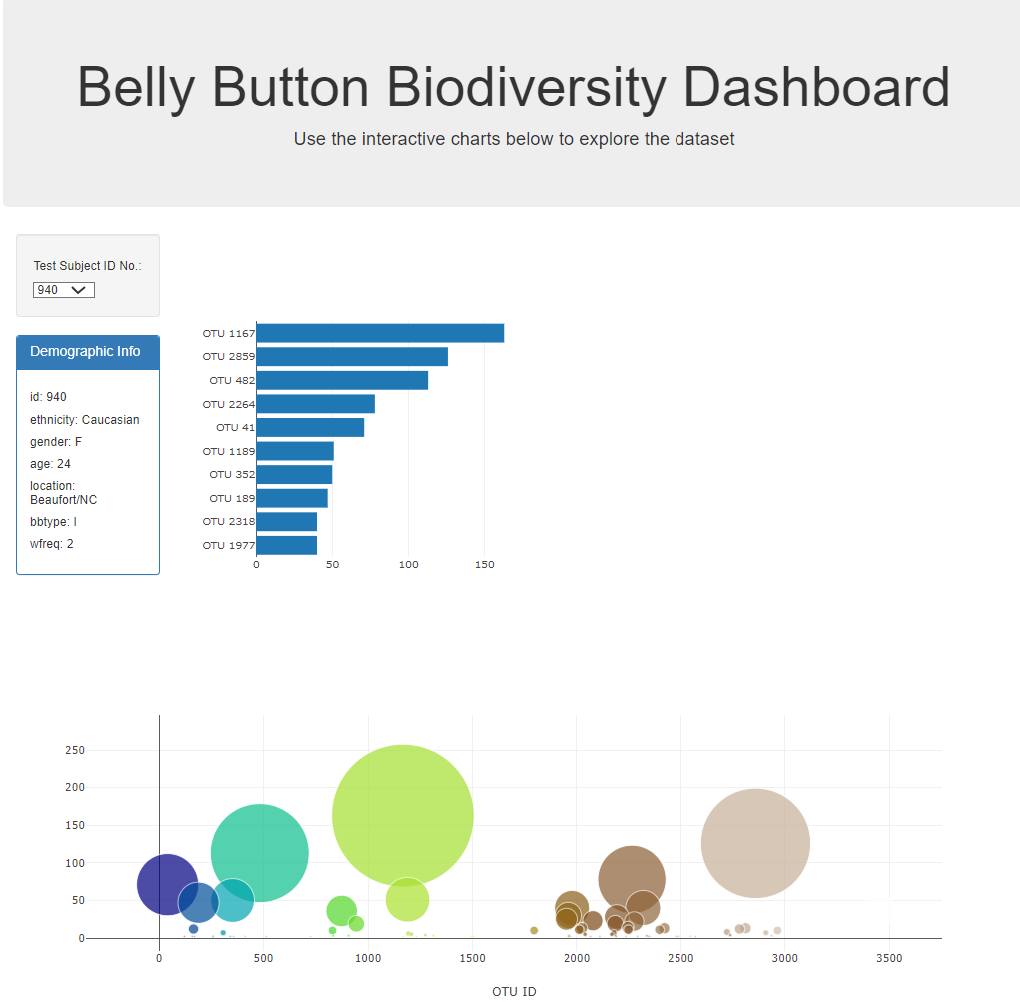 Belly Button Biodiversity Dashboard
Use the interactive charts below to explore the dataset
Test Subject ID No.:
940
Demographic Info
id: 940
ethnicity: Caucasian
gender: F
age: 24
location:
Beaufort/NC
bbtype: I
wfreq: 2
OTU 1167
OTU 2859
OTU 482
OTU 2264
OTU 41
OTU 1189
OTU 352
OTU 189
OTU 2318
OTU 1977
0 50 100 150
250
200
150
100
50
0
0 500 1000 1500 2000 2500 3000 3500
OTU ID